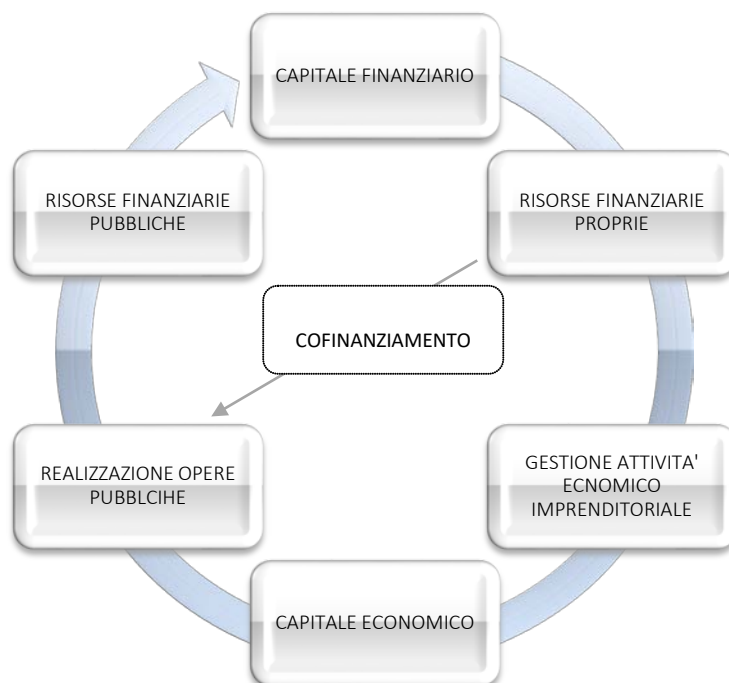 CAPITALE FINANZIARIO
RISORSE FINANZIARIE
PUBBLICHE
RISORSE FINANZIARIE
PROPRIE
COFINANZIAMENTO
REALIZZAZIONE OPERE
PUBBLCIHE
GESTIONE ATTIVITA'
ECNOMICO
IMPRENDITORIALE
CAPITALE ECONOMICO